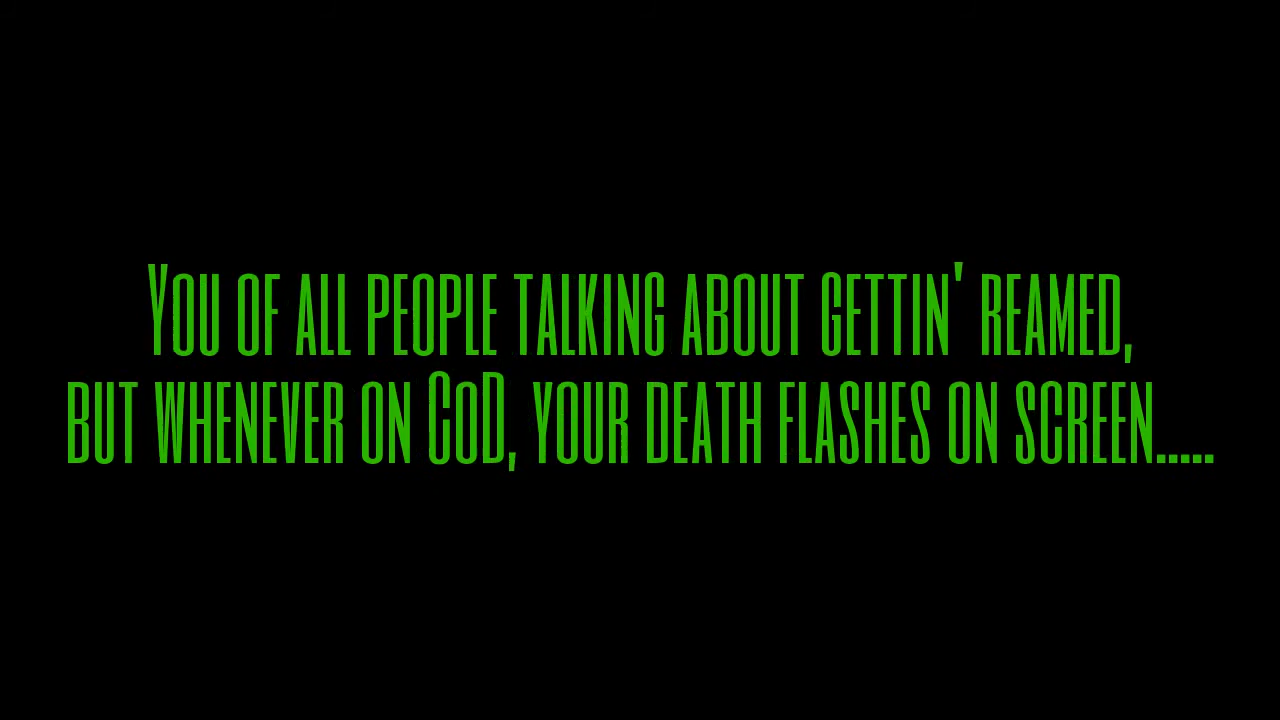 You of all people talking about gettin' reamed,
but whenever on CoD, your death flashes on screen.....